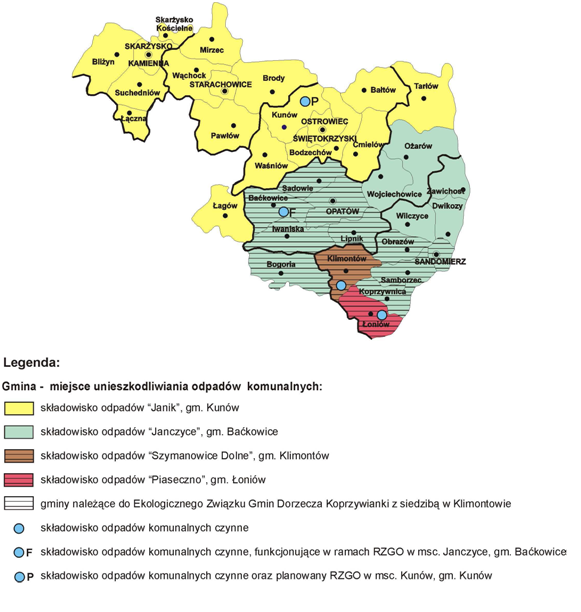 Skarżysko
Kościelne
SKARŻYSKO
KAMIENNA
Mirzec
Bliżyn
Wąchock
STARACHOWICE
Brody
Suchedniów
Łączna
Pawłów
P
Bałtów
Tarłów
Kunów
OSTROWIEC
ŚWIĘTOKRZYSKI
Bodzechów
Ćmielów
Waśniów
Ożarów
Sadowie
Wojciechowice
Zawichost
Baćkowice
Dwikozy
Łagów
F
OPATÓW
Wilczyce
Iwaniska
Lipnik
Obrazów
Klimontów
SANDOMIERZ
Bogoria
Samborzec
Koprzywnica
Łoniów
Legenda:
Gmina - miejsce unieszkodliwiania odpadów komunalnych:
składowisko odpadów “Janik”, gm. Kunów
składowisko odpadów “Janczyce”, gm. Baćkowice
składowisko odpadów “Szymanowice Dolne”, gm. Klimontów
składowisko odpadów “Piaseczno”, gm. Łoniów
gminy należące do Ekologicznego Związku Gmin Dorzecza Koprzywianki z siedzibą w Klimontowie
składowisko odpadów komunalnych czynne
F składowisko odpadów komunalnych czynne, funkcjonujące w ramach RZGO w msc. Janczyce, gm. Baćkowice
P składowisko odpadów komunalnych czynne oraz planowany RZGO w msc. Kunów, gm. Kunów